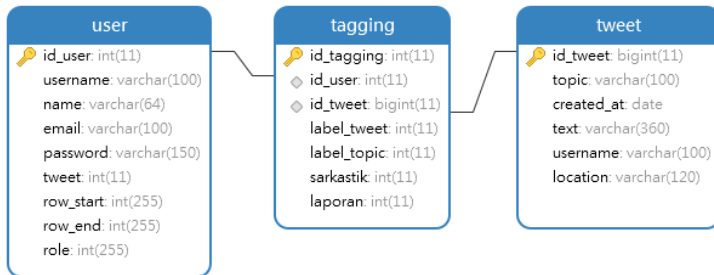 user
id_user: int(11)
username: varchar(100)
name: varchar(64)
email: varchar(100)
password: varchar(150)
tweet: int(11)
row_start: int(255)
row_end: int(255)
role: int(255)
tagging
id_tagging: int(11)
id_user: int(11)
id_tweet: bigint(11)
label_tweet: int(11)
label_topic: int(11)
sarkastik: int(11)
laporan: int(11)
tweet
id_tweet: bigint(11)
topic: varchar(100)
created_at: date
text: varchar(360)
username: varchar(100)
location: varchar(120)